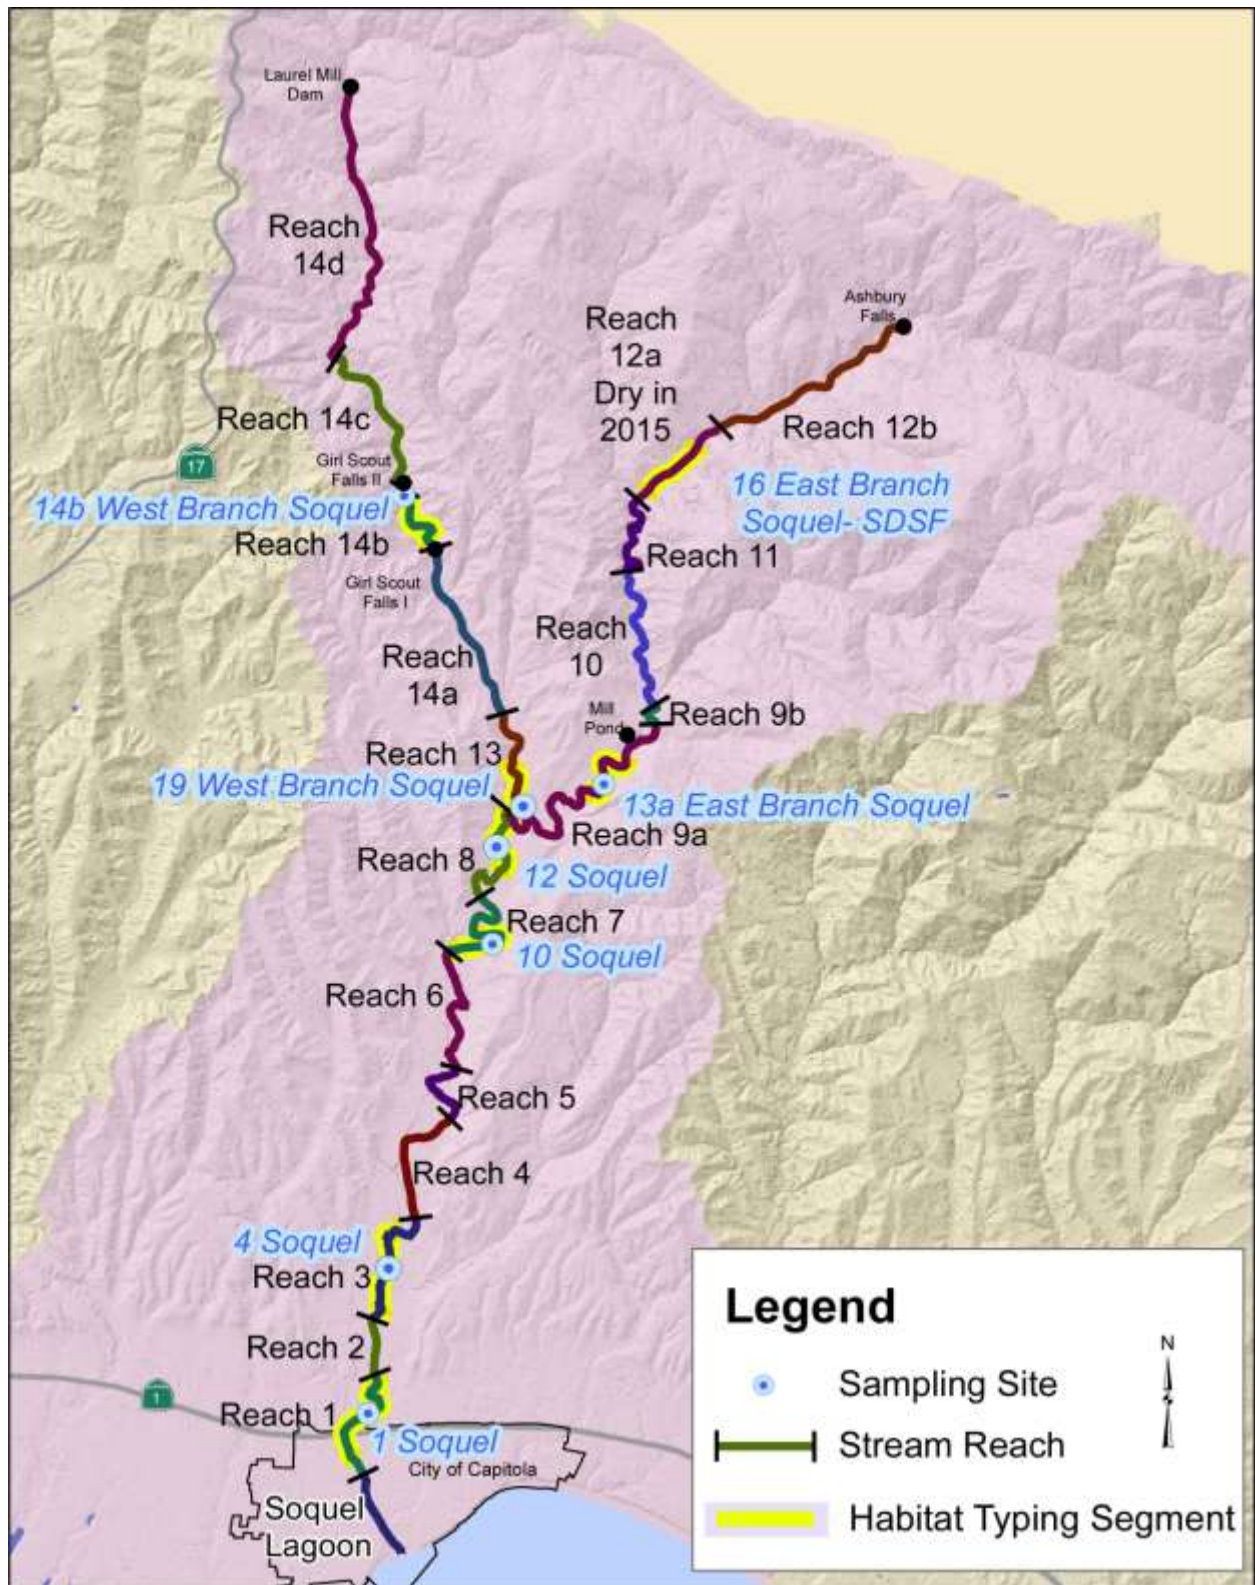 Laurel Mill
Dam
Reach
14d
Ashbury
Falls
Reach
12a
Dry in
2015
Reach 14c
Reach 12b
17
Girl Scout
Falls II
14b West Branch Soquel
16 East Branch
Soquel- SDSF
Reach 14b
Reach 11
Girl Scout
Falls I
Reach
10
Reach
14a
Mill
Pond
Reach 9b
Reach 13
19 West Branch Soquel
13a East Branch Soquel
Reach 9a
Reach 8
12 Soquel
Reach 7
10 Soquel
Reach 6
Reach 5
Reach 4
4 Soquel
Reach 3
Reach 2
1
Reach 1
1 Soquel
City of Capitola
Soquel
Lagoon
Legend
N
Sampling Site
Stream Reach
Habitat Typing Segment